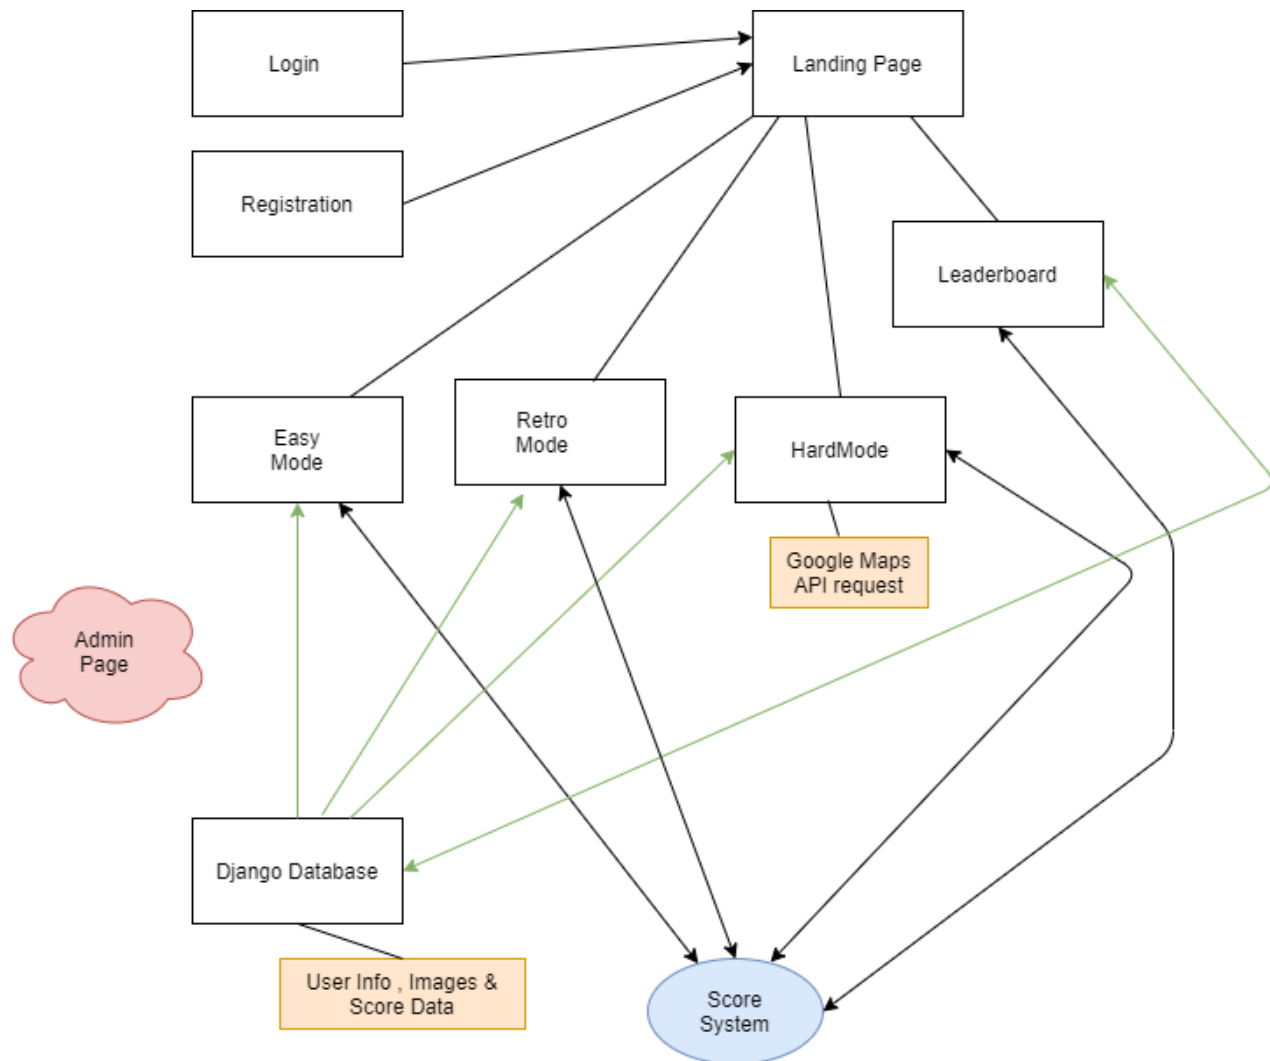 Login
Landing Page
Registration
Leaderboard
Easy
Mode
Retro
Mode
HardMode
Google Maps
API request
Admin
Page
Django Database
User Info , Images &
Score Data
Score
System